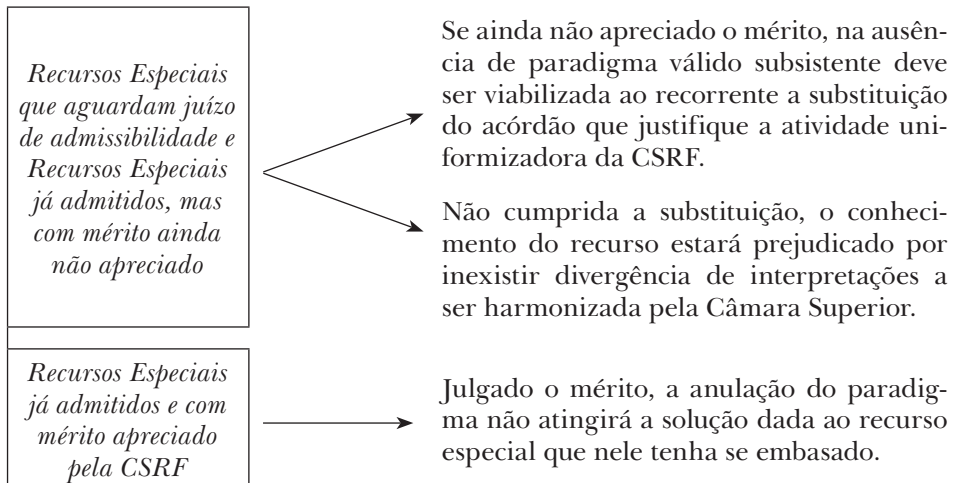 Recursos Especiais
que aguardam juízo
de admissibilidade e
Recursos Especiais
já admitidos, mas
com mérito ainda
não apreciado
Se ainda não apreciado o mérito, na ausên-
cia de paradigma válido subsistente deve
ser viabilizada ao recorrente a substituição
do acórdão que justifique a atividade uni-
formizadora da CSRF.
Não cumprida a substituição, o conheci-
mento do recurso estará prejudicado por
inexistir divergência de interpretações a
ser harmonizada pela Câmara Superior.
Recursos Especiais
já admitidos e com
mérito apreciado
pela CSRF
Julgado o mérito, a anulação do paradig-
ma não atingirá a solução dada ao recurso
especial que nele tenha se embasado.